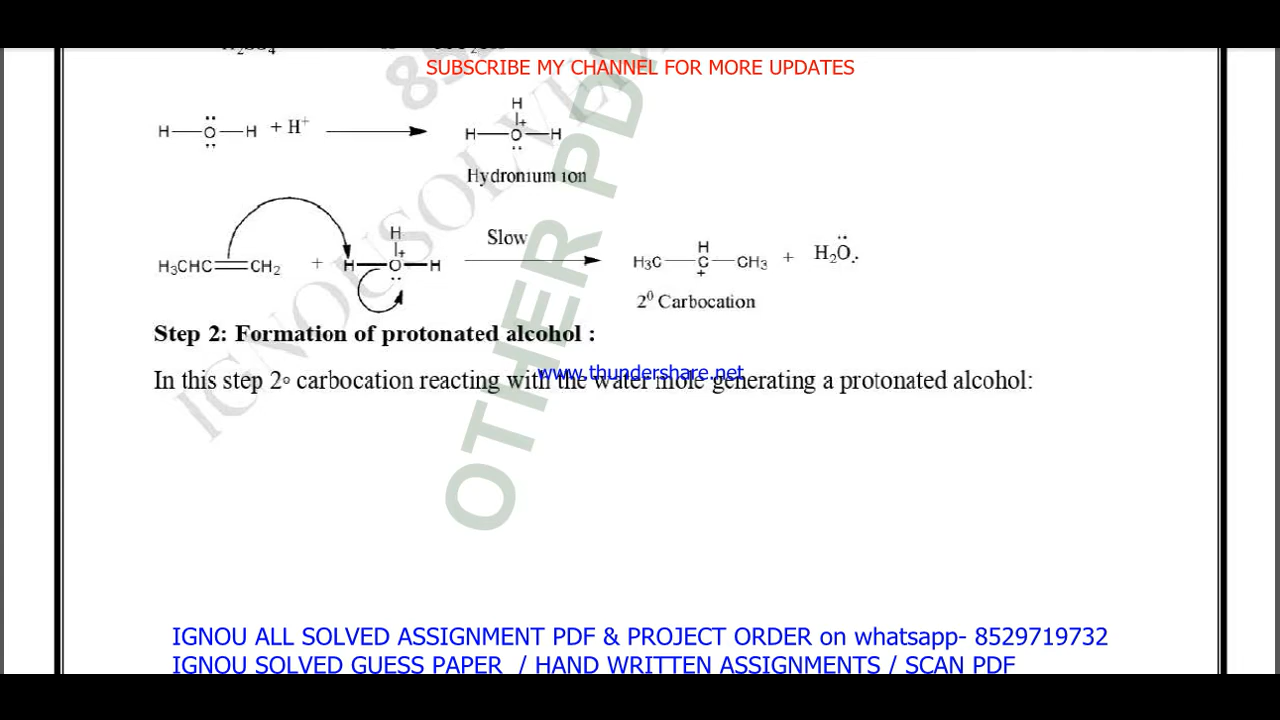 SUBSCRIBE MY CHANNEL FOR MORE UPDATES
H
H—O—H + H+ H—O—H
+
Hydronium ion
H
Slow
H
H₃CHC=CH₂ + H—O—H H₃C—C—CH₃ + H₂O
+
+
2⁰ Carbocation
Step 2: Formation of protonated alcohol :
In this step 2° carbocation reacting with the water mole generating a protonated alcohol:
www.thundershare.net
OTHER PD
IGNOUSOLVE
IGNOU ALL SOLVED ASSIGNMENT PDF & PROJECT ORDER on whatsapp- 8529719732
IGNOU SOLVED GUESS PAPER / HAND WRITTEN ASSIGNMENTS / SCAN PDF